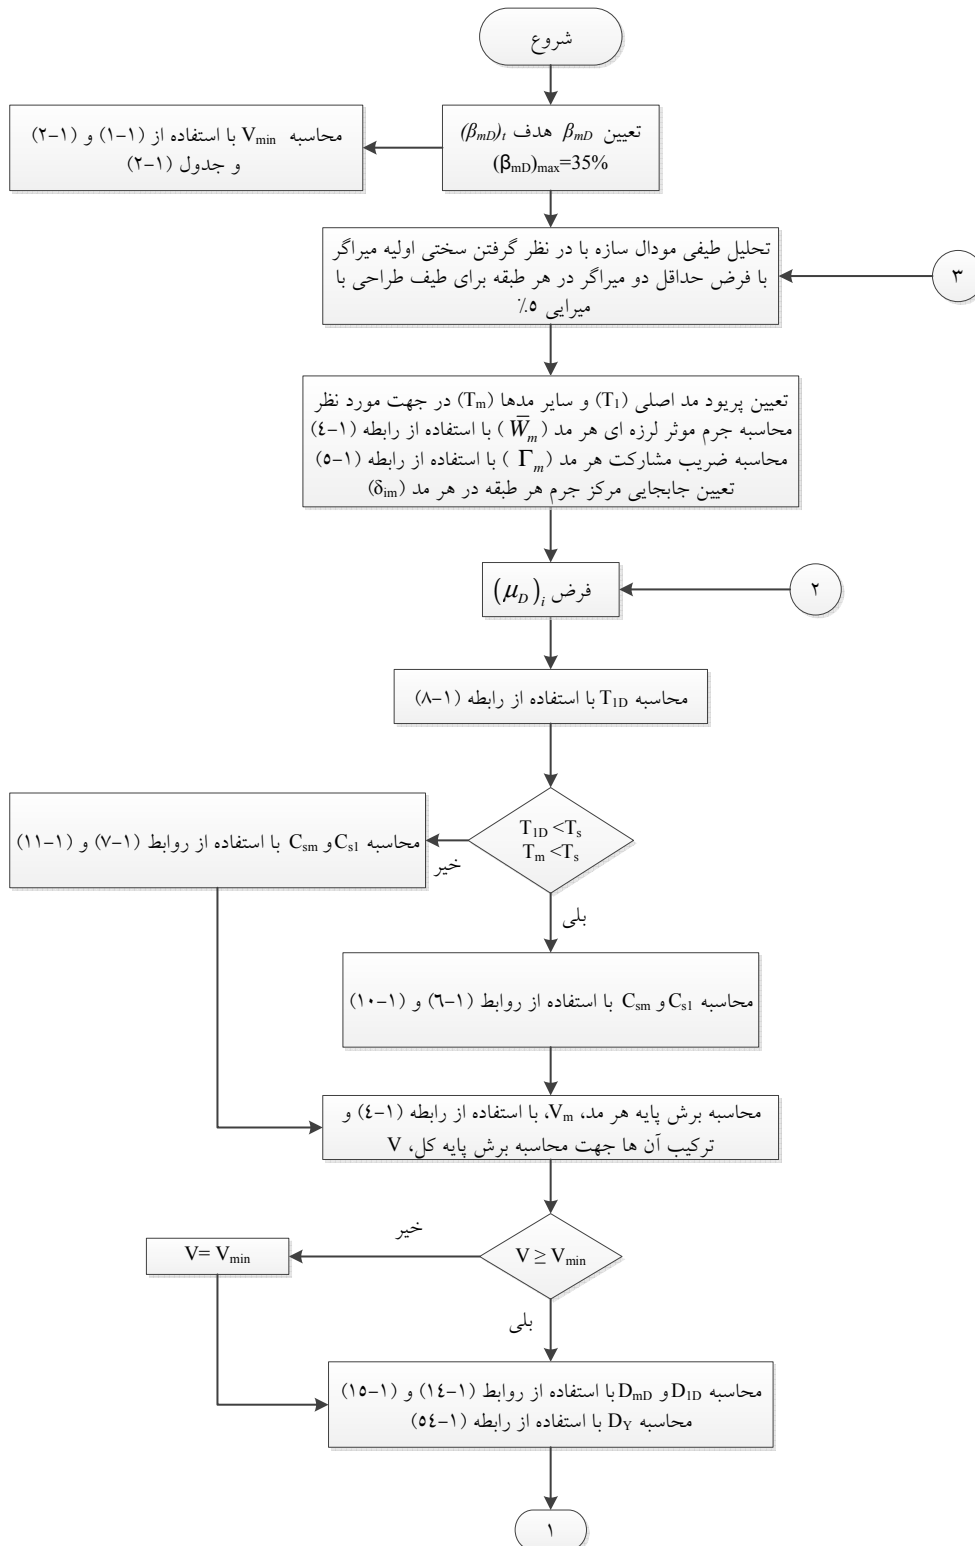 شروع
تعیین β_mD هدف (β_mD)_t
(β_mD)_max=35%
محاسبه V_min با استفاده از (۱-۱) و (۱-۲)
و جدول (۱-۲)
تحلیل طیفی مودال سازه با در نظر گرفتن سختی اولیه میراگر
با فرض حداقل دو میراگر در هر طبقه برای طیف طراحی با
میرایی ۵٪
۳
تعیین پریود مد اصلی (T_1) و سایر مدها (T_m) در جهت مورد نظر
محاسبه جرم موثر لرزه ای هر مد (W̅_m) با استفاده از رابطه (۱-٤)
محاسبه ضریب مشارکت هر مد (Γ_m) با استفاده از رابطه (۱-5)
تعیین جابجایی مرکز جرم هر طبقه در هر مد (δ_im)
فرض (μ_D)_i
۲
محاسبه T_1D با استفاده از رابطه (۱-۸)
T_1D <T_s
T_m <T_s
خیر
محاسبه C_s1 و C_sm با استفاده از روابط (۱-۷) و (۱-۱۱)
بلی
محاسبه C_s1 و C_sm با استفاده از روابط (۱-٦) و (۱-۱۰)
محاسبه برش پایه هر مد، V_m، با استفاده از رابطه (۱-٤) و
ترکیب آن ها جهت محاسبه برش پایه کل، V
V ≥ V_min
خیر
V= V_min
بلی
محاسبه D_1D و D_mD با استفاده از روابط (۱-۱٤) و (۱-۱٥)
محاسبه D_Y با استفاده از رابطه (۱-٥٤)
۱